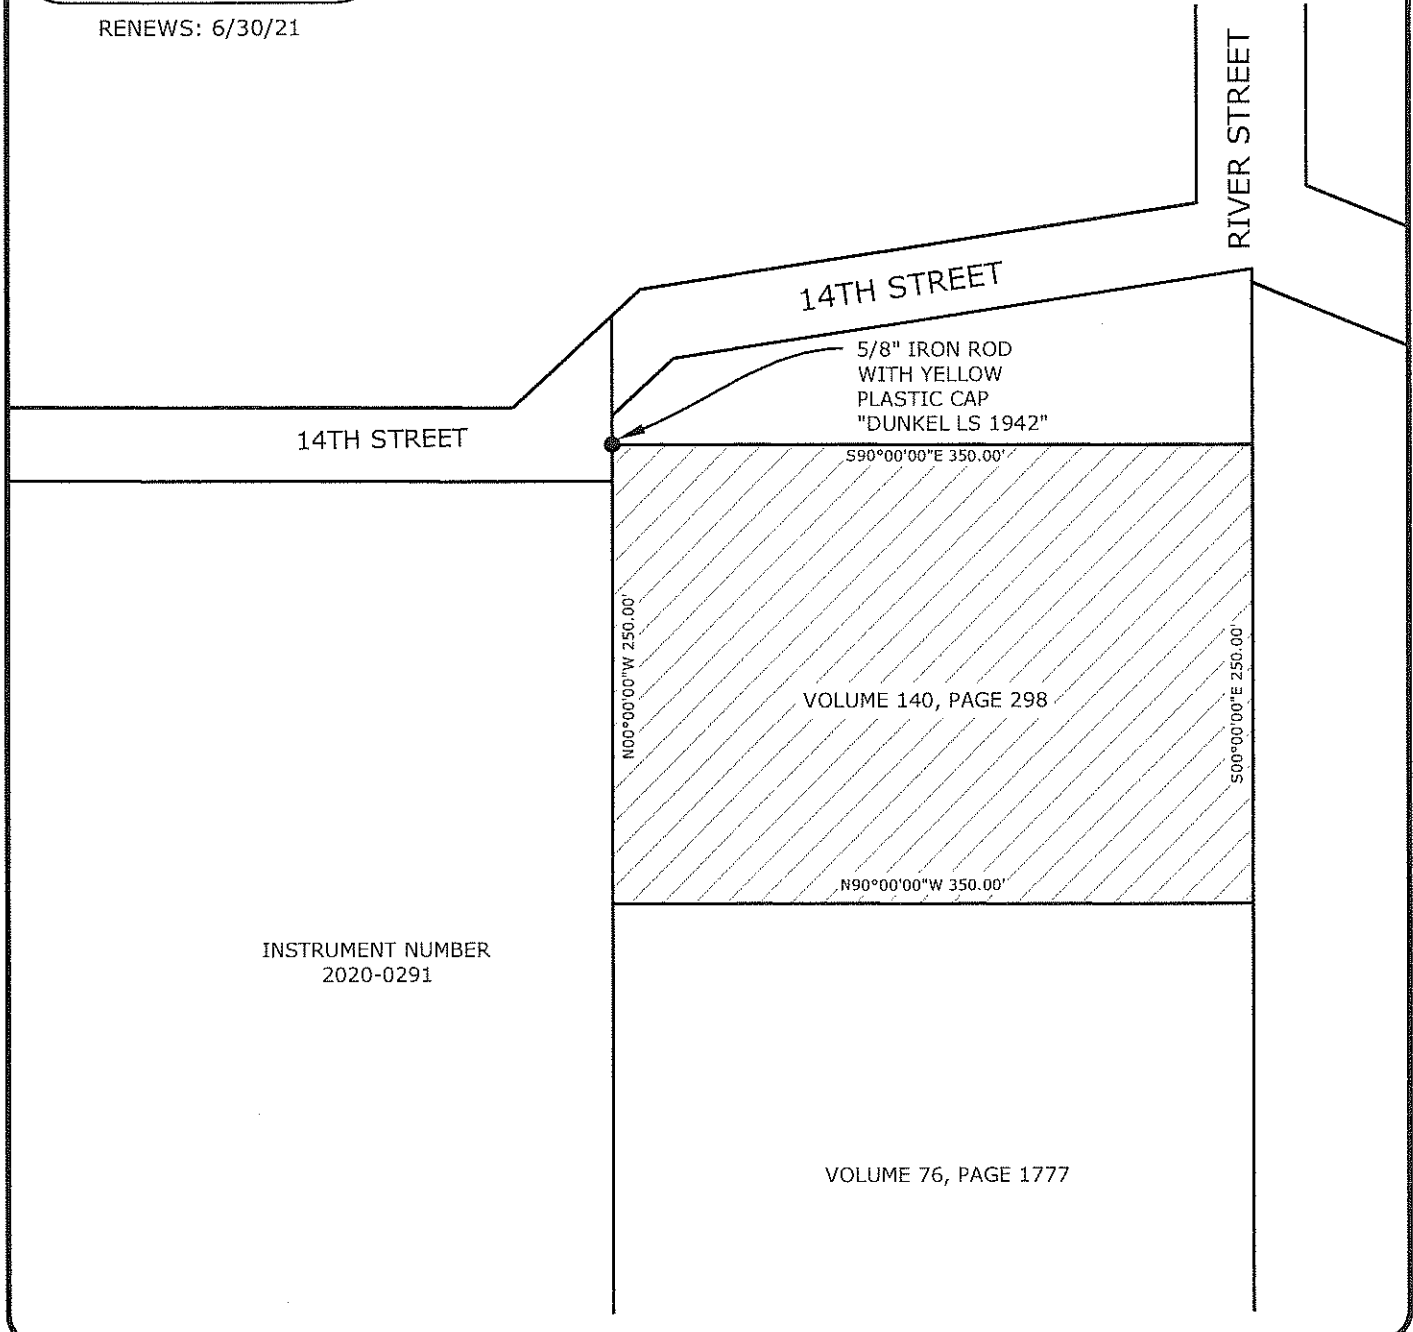 RENEWS: 6/30/21
RIVER STREET
14TH STREET
5/8" IRON ROD
WITH YELLOW
PLASTIC CAP
"DUNKEL LS 1942"
14TH STREET
S90°00'00"E 350.00'
N00°00'00"W 250.00'
S00°00'00"E 250.00'
VOLUME 140, PAGE 298
N90°00'00"W 350.00'
INSTRUMENT NUMBER
2020-0291
VOLUME 76, PAGE 1777